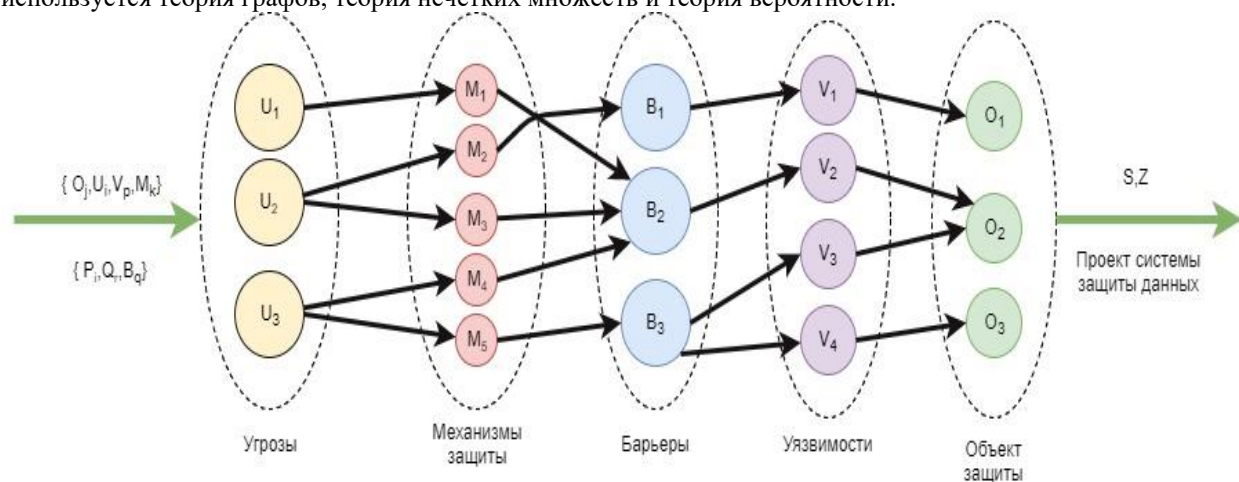 используется теория графов, теория нечетких множеств и теория вероятности.
{ Oj,Ui,Vp,Mk}
{ Pi,Qr,Bq}
U1
U2
U3
M1
M2
M3
M4
M5
B1
B2
B3
V1
V2
V3
V4
O1
O2
O3
S,Z
Проект системы
защиты данных
Угрозы
Механизмы
защиты
Барьеры
Уязвимости
Объект
защиты